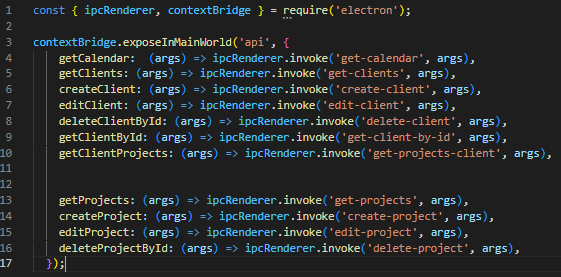 1 const { ipcRenderer, contextBridge } = require('electron');
2
3 contextBridge.exposeInMainWorld('api', {
4     getCalendar:  (args) => ipcRenderer.invoke('get-calendar', args),
5     getClients: (args) => ipcRenderer.invoke('get-clients', args),
6     createClient: (args) => ipcRenderer.invoke('create-client', args),
7     editClient: (args) => ipcRenderer.invoke('edit-client', args),
8     deleteClientById: (args) => ipcRenderer.invoke('delete-client', args),
9     getClientById: (args) => ipcRenderer.invoke('get-client-by-id', args),
10     getClientProjects: (args) => ipcRenderer.invoke('get-projects-client', args),
11
12
13     getProjects: (args) => ipcRenderer.invoke('get-projects', args),
14     createProject: (args) => ipcRenderer.invoke('create-project', args),
15     editProject: (args) => ipcRenderer.invoke('edit-project', args),
16     deleteProjectById: (args) => ipcRenderer.invoke('delete-project', args),
17   });